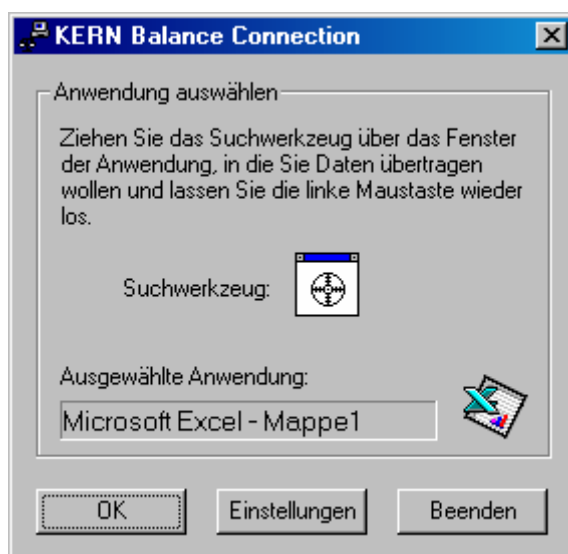 KERN Balance Connection
Anwendung auswählen
Ziehen Sie das Suchwerkzeug über das Fenster
der Anwendung, in die Sie Daten übertragen
wollen und lassen Sie die linke Maustaste wieder
los.
Suchwerkzeug:
Ausgewählte Anwendung:
Microsoft Excel - Mappe1
OK
Einstellungen
Beenden